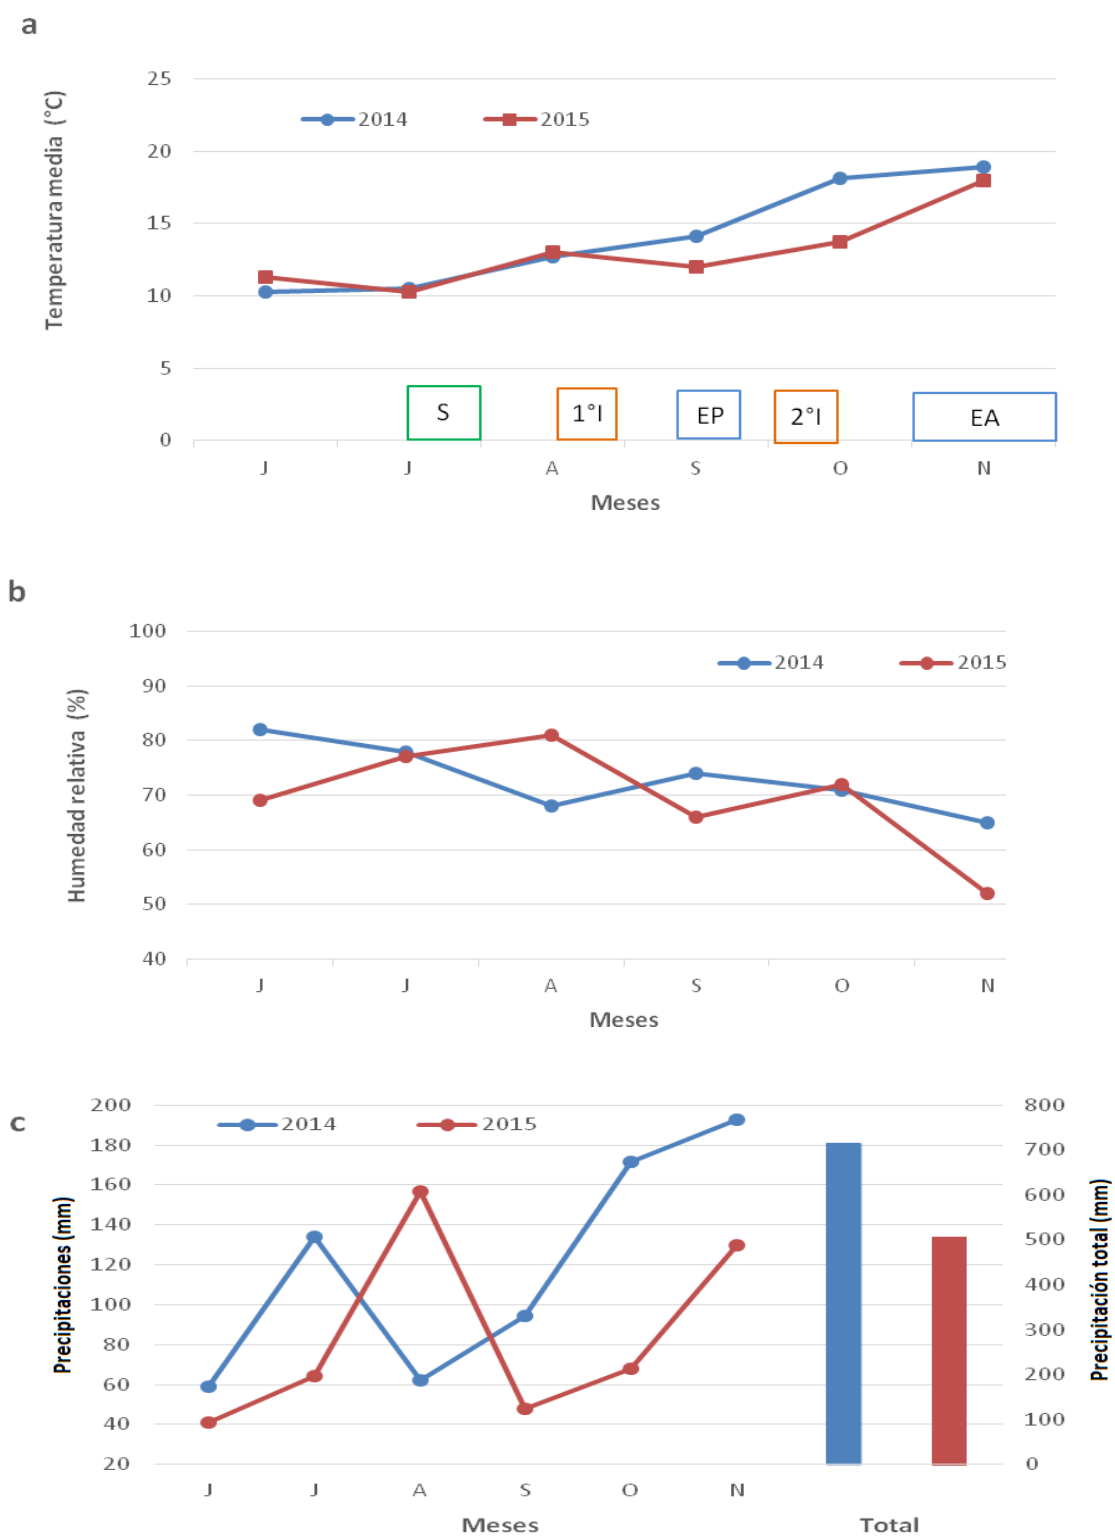 a
Temperatura media (°C)
25
20
15
10
5
0
2014 2015
S 1°I EP 2°I EA
J J A S O N
Meses
b
Humedad relativa (%)
100
90
80
70
60
50
40
2014 2015
J J A S O N
Meses
c
Precipitaciones (mm)
200
180
160
140
120
100
80
60
40
20
2014 2015
800
700
600
500
400
300
200
100
0
Precipitación total (mm)
J J A S O N
Meses Total